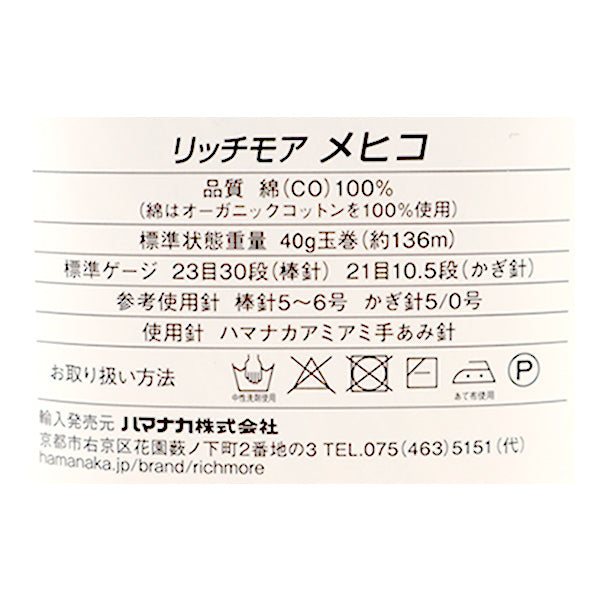 リッチモア メヒコ
品質 綿(CO)100%
(綿はオーガニックコットンを100%使用)
標準状態重量 40g玉巻(約136m)
標準ゲージ 23目30段(棒針) 21目10.5段(かぎ針)
参考使用針 棒針5～6号 かぎ針5/0号
使用針 ハマナカアミアミ手あみ針
お取り扱い方法 中性洗剤使用 あて布使用 P
輸入発売元 ハマナカ株式会社
京都市右京区花園薮ノ下町2番地の3 TEL.075(463)5151(代)
hamanaka.jp/brand/richmore